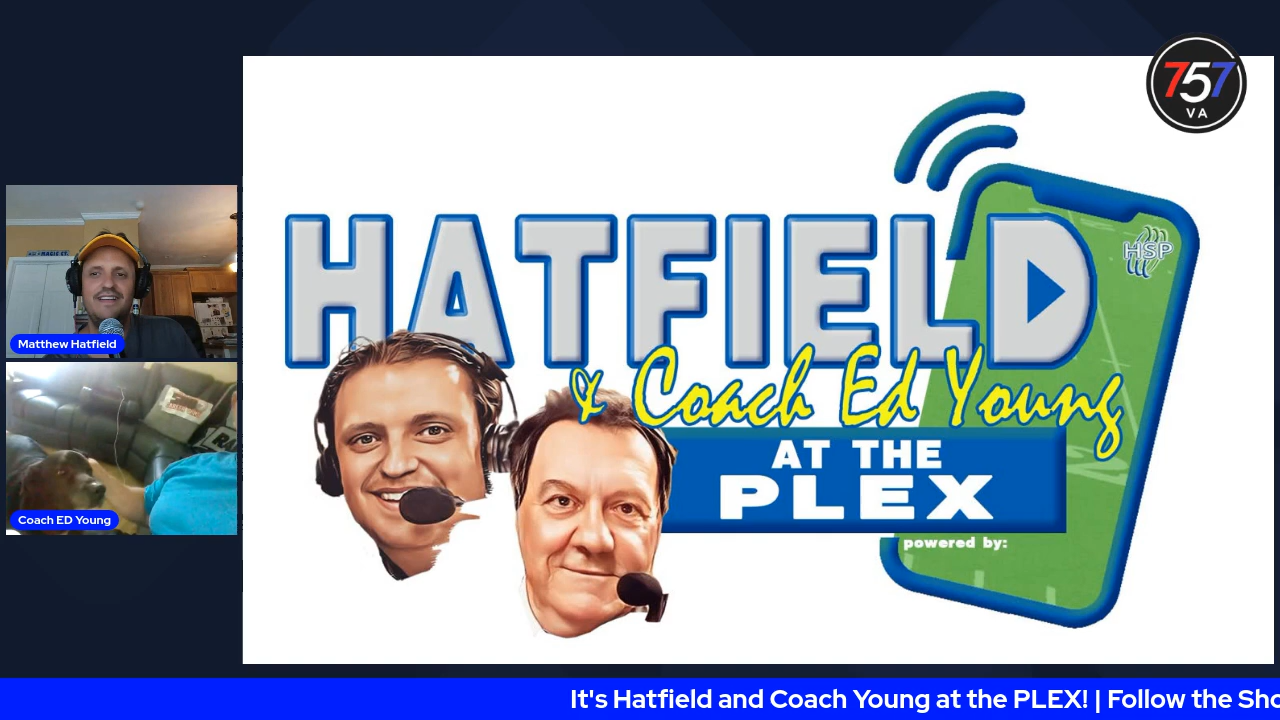 757
VA
HATFIELD
HSP
& Coach Ed Young
AT THE
PLEX
powered by:
Matthew Hatfield
Coach ED Young
It's Hatfield and Coach Young at the PLEX! | Follow the Sho